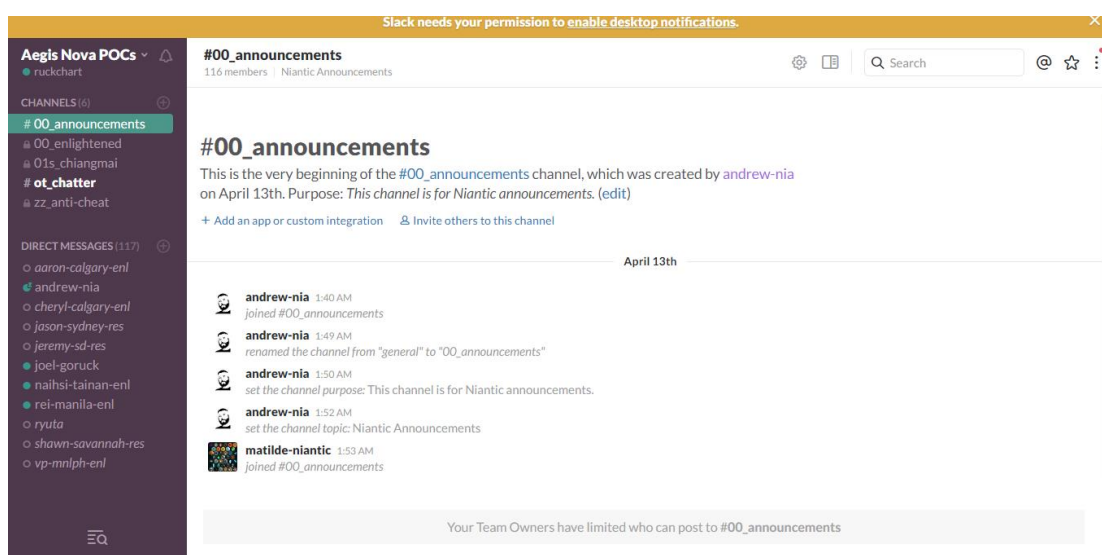 Slack needs your permission to enable desktop notifications.
Aegis Nova POCs
ruckchart
CHANNELS (6)
# 00_announcements
00_enlightened
01s_chiangmai
# ot_chatter
zz_anti-cheat
DIRECT MESSAGES (117)
aaron-calgary-enl
andrew-nia
cheryl-calgary-enl
jason-sydney-res
jeremy-sd-res
joel-goruck
naihsi-tainan-enl
rei-manila-enl
ryuta
shawn-savannah-res
vp-mnlph-enl
#00_announcements
116 members | Niantic Announcements
Search
#00_announcements
This is the very beginning of the #00_announcements channel, which was created by andrew-nia
on April 13th. Purpose: This channel is for Niantic announcements. (edit)
+ Add an app or custom integration Invite others to this channel
April 13th
andrew-nia 1:40 AM
joined #00_announcements
andrew-nia 1:49 AM
renamed the channel from "general" to "00_announcements"
andrew-nia 1:50 AM
set the channel purpose: This channel is for Niantic announcements.
andrew-nia 1:52 AM
set the channel topic: Niantic Announcements
matilde-niantic 1:53 AM
joined #00_announcements
Your Team Owners have limited who can post to #00_announcements